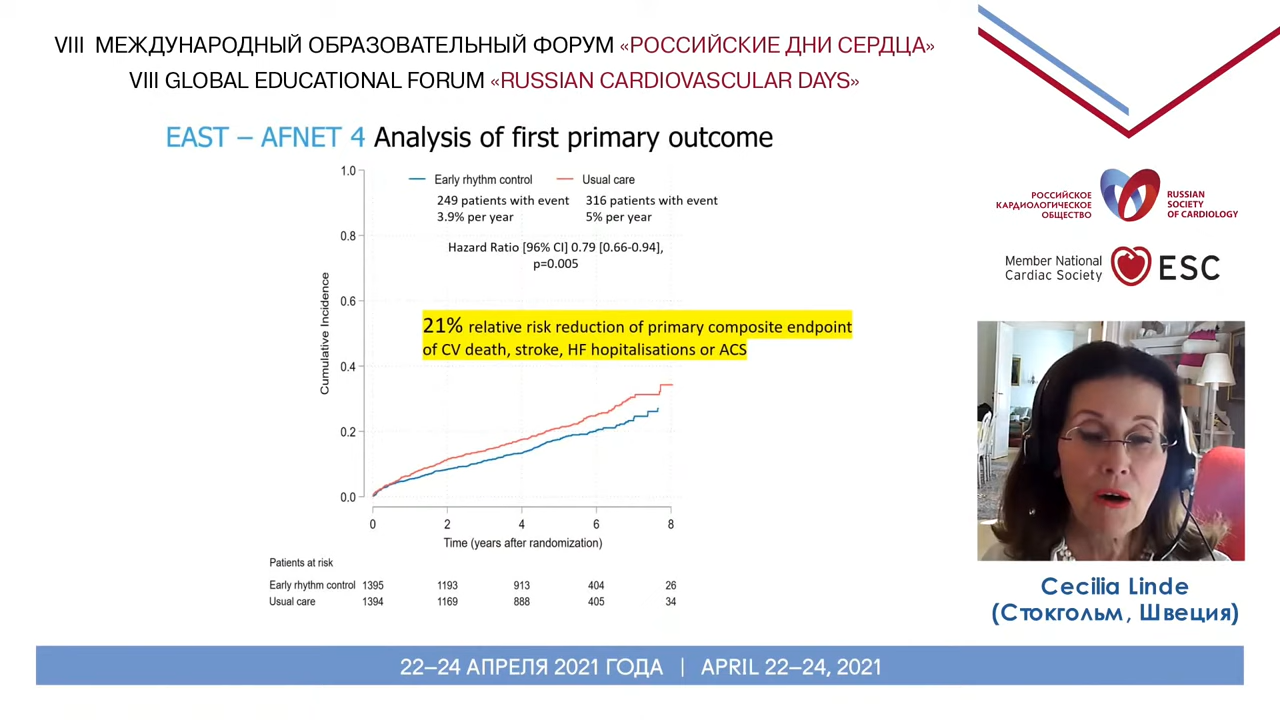 VIII МЕЖДУНАРОДНЫЙ ОБРАЗОВАТЕЛЬНЫЙ ФОРУМ «РОССИЙСКИЕ ДНИ СЕРДЦА»
VIII GLOBAL EDUCATIONAL FORUM «RUSSIAN CARDIOVASCULAR DAYS»
EAST – AFNET 4 Analysis of first primary outcome
1.0
0.8
0.6
0.4
0.2
0.0
Cumulative Incidence
Early rhythm control
Usual care
249 patients with event
316 patients with event
3.9% per year
5% per year
Hazard Ratio [96% CI] 0.79 [0.66-0.94],
p=0.005
21% relative risk reduction of primary composite endpoint
of CV death, stroke, HF hopitalisations or ACS
0 2 4 6 8
Time (years after randomization)
Patients at risk
Early rhythm control 1395 1193 913 404 26
Usual care 1394 1169 888 405 34
РОССИЙСКОЕ
КАРДИОЛОГИЧЕСКОЕ
ОБЩЕСТВО
RUSSIAN
SOCIETY
OF CARDIOLOGY
Member National
Cardiac Society
ESC
Cecilia Linde
(Стокгольм, Швеция)
22–24 АПРЕЛЯ 2021 ГОДА | APRIL 22–24, 2021